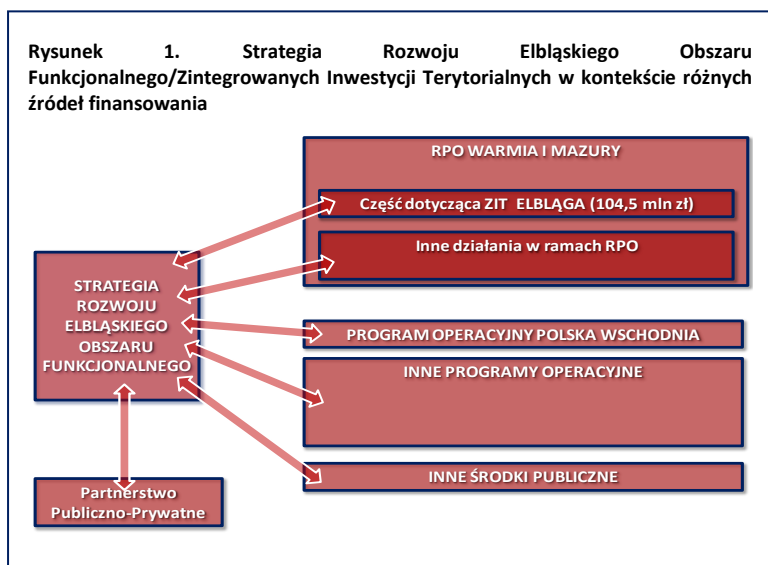 Rysunek 1. Strategia Rozwoju Elbląskiego Obszaru
Funkcjonalnego/Zintegrowanych Inwestycji Terytorialnych w kontekście różnych
źródeł finansowania
RPO WARMIA I MAZURY
Część dotycząca ZIT ELBLĄGA (104,5 mln zł)
Inne działania w ramach RPO
STRATEGIA
ROZWOJU
ELBLĄSKIEGO
OBSZARU
FUNKCJONALNEGO
PROGRAM OPERACYJNY POLSKA WSCHODNIA
INNE PROGRAMY OPERACYJNE
INNE ŚRODKI PUBLICZNE
Partnerstwo
Publiczno-Prywatne